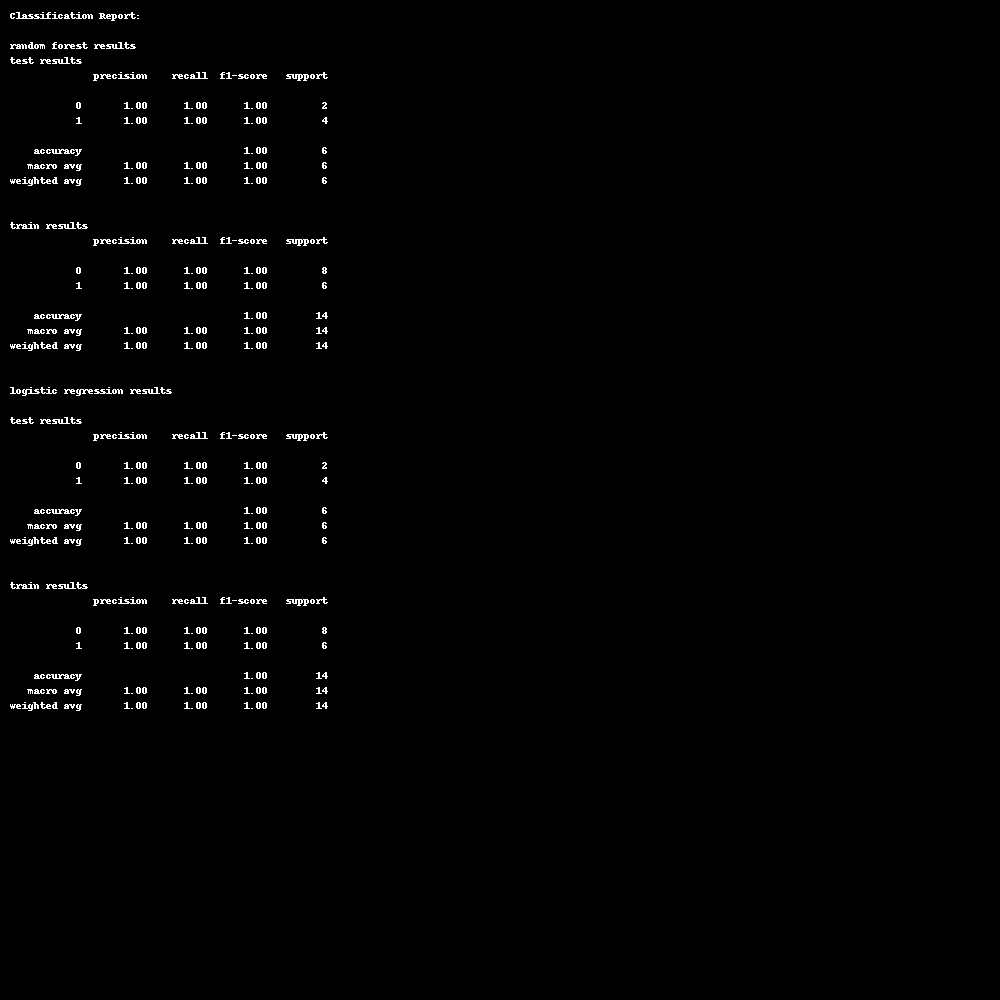 Classification Report:
random forest results
test results
precision recall f1-score support
0 1.00 1.00 1.00 2
1 1.00 1.00 1.00 4
accuracy 1.00 6
macro avg 1.00 1.00 1.00 6
weighted avg 1.00 1.00 1.00 6
train results
precision recall f1-score support
0 1.00 1.00 1.00 8
1 1.00 1.00 1.00 6
accuracy 1.00 14
macro avg 1.00 1.00 1.00 14
weighted avg 1.00 1.00 1.00 14
logistic regression results
test results
precision recall f1-score support
0 1.00 1.00 1.00 2
1 1.00 1.00 1.00 4
accuracy 1.00 6
macro avg 1.00 1.00 1.00 6
weighted avg 1.00 1.00 1.00 6
train results
precision recall f1-score support
0 1.00 1.00 1.00 8
1 1.00 1.00 1.00 6
accuracy 1.00 14
macro avg 1.00 1.00 1.00 14
weighted avg 1.00 1.00 1.00 14